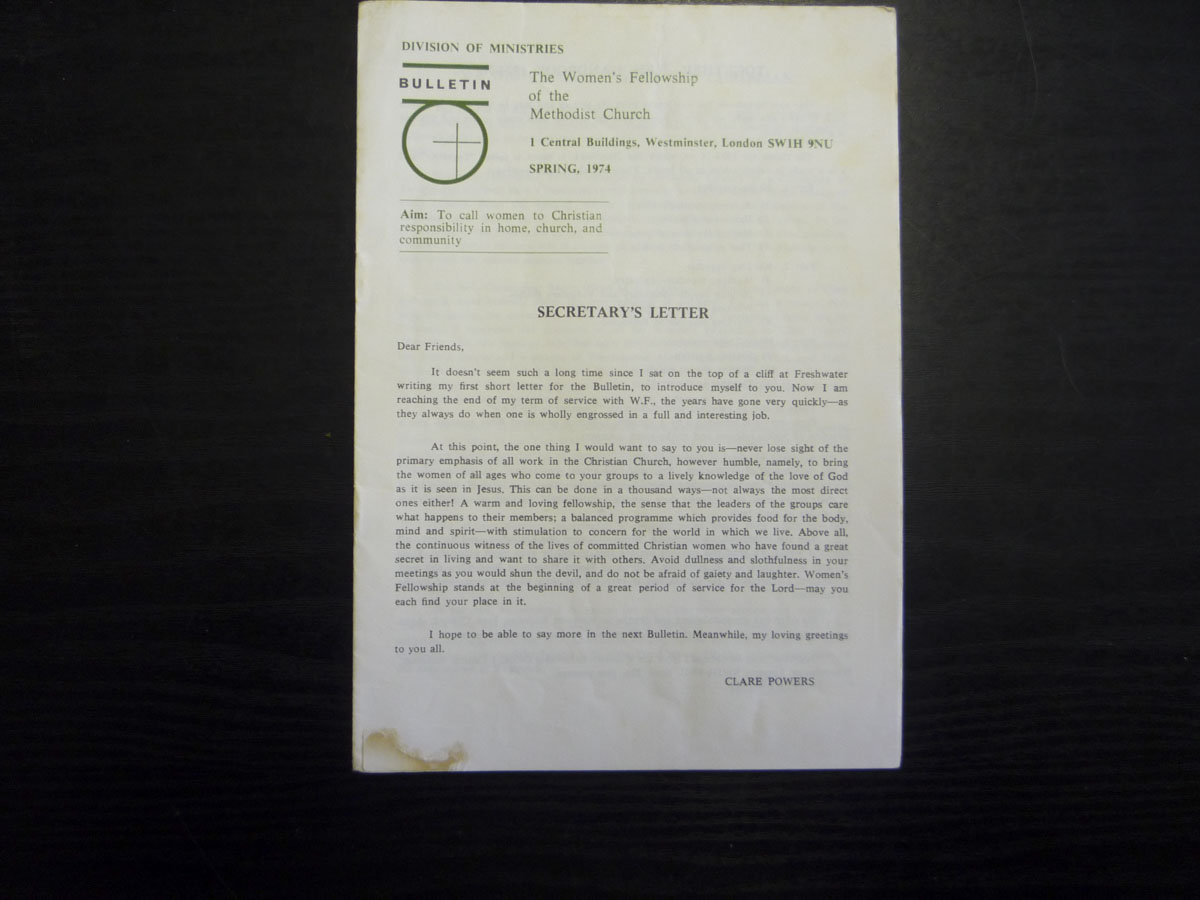 DIVISION OF MINISTRIES
BULLETIN
The Women's Fellowship
of the
Methodist Church
1 Central Buildings, Westminster, London SW1H 9NU
SPRING, 1974
Aim: To call women to Christian
responsibility in home, church, and
community
SECRETARY'S LETTER
Dear Friends,
It doesn't seem such a long time since I sat on the top of a cliff at Freshwater
writing my first short letter for the Bulletin, to introduce myself to you. Now I am
reaching the end of my term of service with W.F., the years have gone very quickly—as
they always do when one is wholly engrossed in a full and interesting job.
At this point, the one thing I would want to say to you is—never lose sight of the
primary emphasis of all work in the Christian Church, however humble, namely, to bring
the women of all ages who come to your groups to a lively knowledge of the love of God
as it is seen in Jesus. This can be done in a thousand ways—not always the most direct
ones either! A warm and loving fellowship, the sense that the leaders of the groups care
what happens to their members; a balanced programme which provides food for the body,
mind and spirit—with stimulation to concern for the world in which we live. Above all,
the continuous witness of the lives of committed Christian women who have found a great
secret in living and want to share it with others. Avoid dullness and slothfulness in your
meetings as you would shun the devil, and do not be afraid of gaiety and laughter. Women's
Fellowship stands at the beginning of a great period of service for the Lord—may you
each find your place in it.
I hope to be able to say more in the next Bulletin. Meanwhile, my loving greetings
to you all.
CLARE POWERS